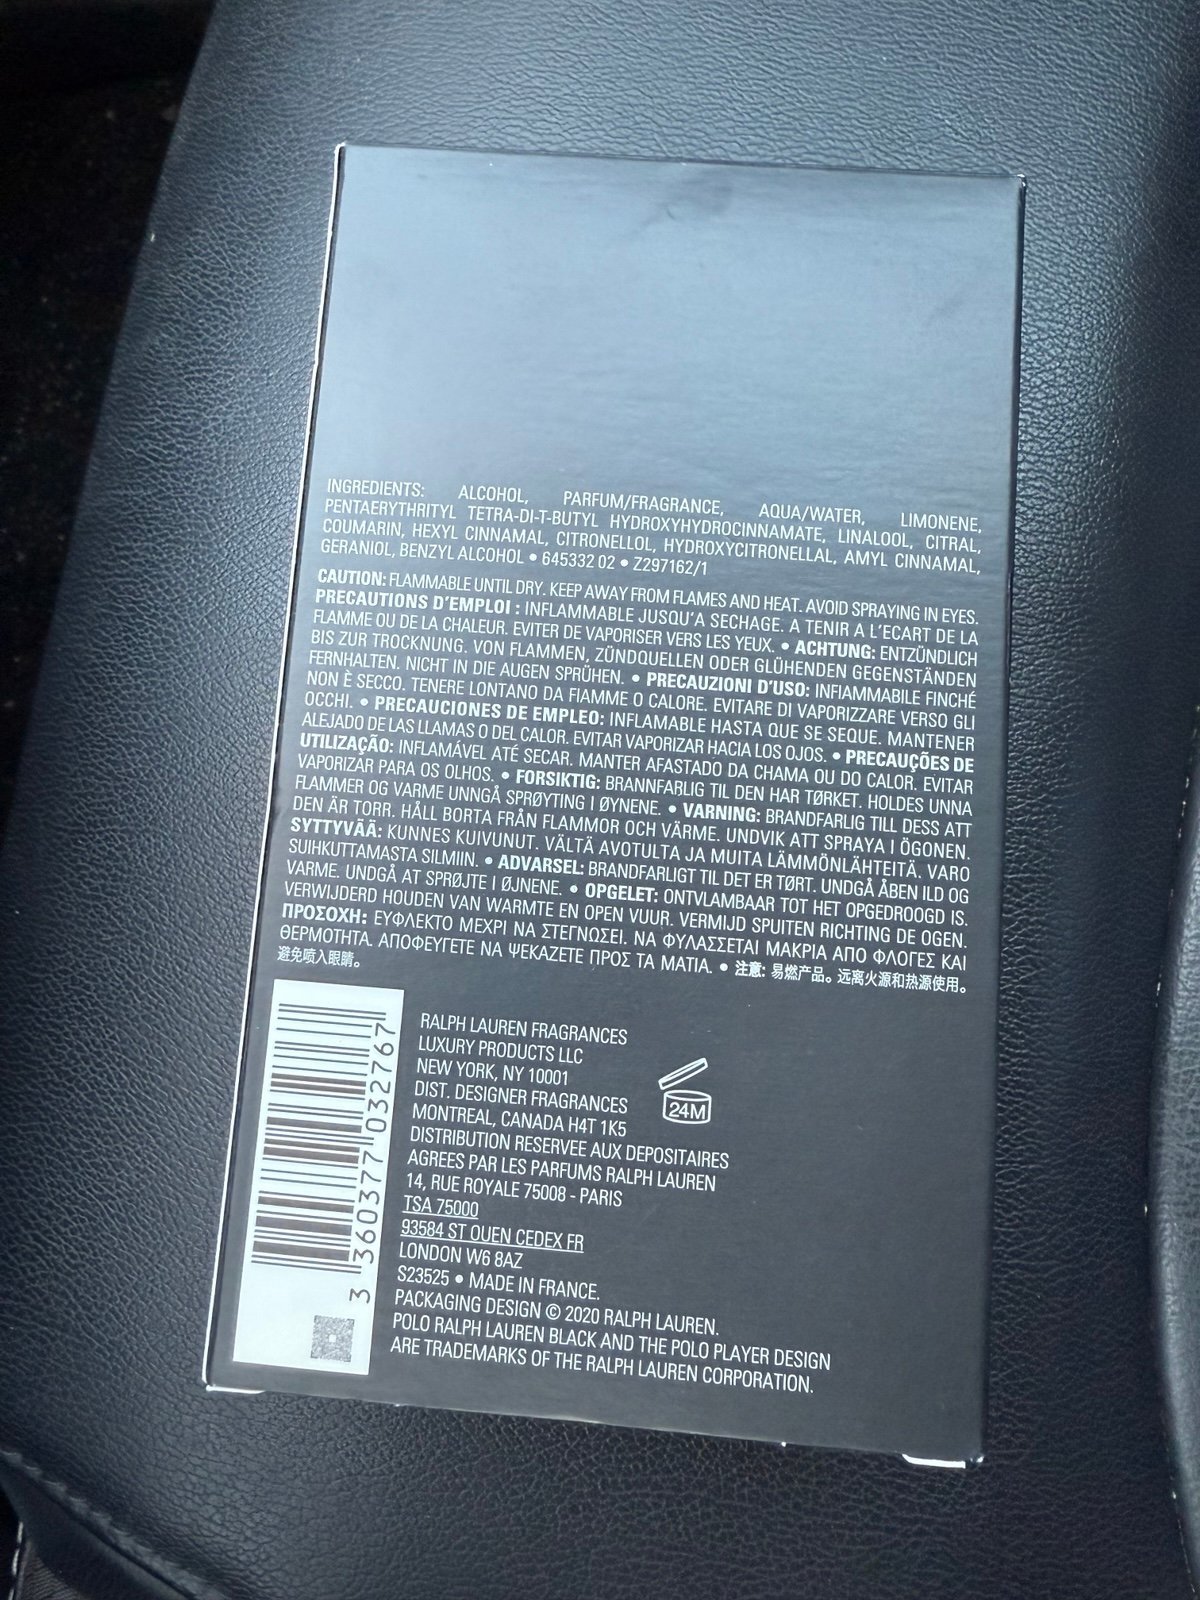 INGREDIENTS: ALCOHOL, PARFUM/FRAGRANCE, AQUA/WATER, LIMONENE,
PENTAERYTHRITYL TETRA-DI-T-BUTYL HYDROXYHYDROCINNAMATE, LINALOOL, CITRAL,
COUMARIN, HEXYL CINNAMAL, CITRONELLOL, HYDROXYCITRONELLAL, AMYL CINNAMAL,
GERANIOL, BENZYL ALCOHOL • 645332 02 • Z297162/1
CAUTION: FLAMMABLE UNTIL DRY. KEEP AWAY FROM FLAMES AND HEAT. AVOID SPRAYING IN EYES.
PRECAUTIONS D'EMPLOI : INFLAMMABLE JUSQU'A SECHAGE. A TENIR A L'ECART DE LA
FLAMME OU DE LA CHALEUR. EVITER DE VAPORISER VERS LES YEUX. • ACHTUNG: ENTZÜNDLICH
BIS ZUR TROCKNUNG. VON FLAMMEN, ZÜNDQUELLEN ODER GLÜHENDEN GEGENSTÄNDEN
FERNHALTEN. NICHT IN DIE AUGEN SPRÜHEN. • PRECAUZIONI D'USO: INFIAMMABILE FINCHÉ
NON È SECCO. TENERE LONTANO DA FIAMME O CALORE. EVITARE DI VAPORIZZARE VERSO GLI
OCCHI. • PRECAUCIONES DE EMPLEO: INFLAMABLE HASTA QUE SE SEQUE. MANTENER
ALEJADO DE LAS LLAMAS O DEL CALOR. EVITAR VAPORIZAR HACIA LOS OJOS. • PRECAUÇÕES DE
UTILIZAÇÃO: INFLAMÁVEL ATÉ SECAR. MANTER AFASTADO DA CHAMA OU DO CALOR. EVITAR
VAPORIZAR PARA OS OLHOS. • FORSIKTIG: BRANNFARLIG TIL DEN HAR TØRKET. HOLDES UNNA
FLAMMER OG VARME UNNGÅ SPRØYTING I ØYNENE. • VARNING: BRANDFARLIG TILL DESS ATT
DEN ÄR TORR. HÅLL BORTA FRÅN FLAMMOR OCH VÄRME. UNDVIK ATT SPRAYA I ÖGONEN.
SYTTYVÄÄ: KUNNES KUIVUNUT. VÄLTÄ AVOTULTA JA MUITA LÄMMÖNLÄHTEITÄ. VARO
SUIHKUTTAMASTA SILMIIN. • ADVARSEL: BRANDFARLIGT TIL DET ER TØRT. UNDGÅ ÅBEN ILD OG
VARME. UNDGÅ AT SPRØJTE I ØJNENE. • OPGELET: ONTVLAMBAAR TOT HET OPGEDROOGD IS.
VERWIJDERD HOUDEN VAN WARMTE EN OPEN VUUR. VERMIJD SPUITEN RICHTING DE OGEN.
ΠΡΟΣΟΧΗ: ΕΥΦΛΕΚΤΟ ΜΕΧΡΙ ΝΑ ΣΤΕΓΝΩΣΕΙ. ΝΑ ΦΥΛΑΣΣΕΤΑΙ ΜΑΚΡΙΑ ΑΠΟ ΦΛΟΓΕΣ ΚΑΙ
ΘΕΡΜΟΤΗΤΑ. ΑΠΟΦΕΥΓΕΤΕ ΝΑ ΨΕΚΑΖΕΤΕ ΠΡΟΣ ΤΑ ΜΑΤΙΑ. • 注意: 易燃产品。远离火源和热源使用。
避免喷入眼睛。
3 360377 032767
RALPH LAUREN FRAGRANCES
LUXURY PRODUCTS LLC
NEW YORK, NY 10001
DIST. DESIGNER FRAGRANCES
MONTREAL, CANADA H4T 1K5
DISTRIBUTION RESERVEE AUX DEPOSITAIRES
AGREES PAR LES PARFUMS RALPH LAUREN
14, RUE ROYALE 75008 - PARIS
TSA 75000
93584 ST OUEN CEDEX FR
LONDON W6 8AZ
S23525 • MADE IN FRANCE.
PACKAGING DESIGN © 2020 RALPH LAUREN.
POLO RALPH LAUREN BLACK AND THE POLO PLAYER DESIGN
ARE TRADEMARKS OF THE RALPH LAUREN CORPORATION.
24M